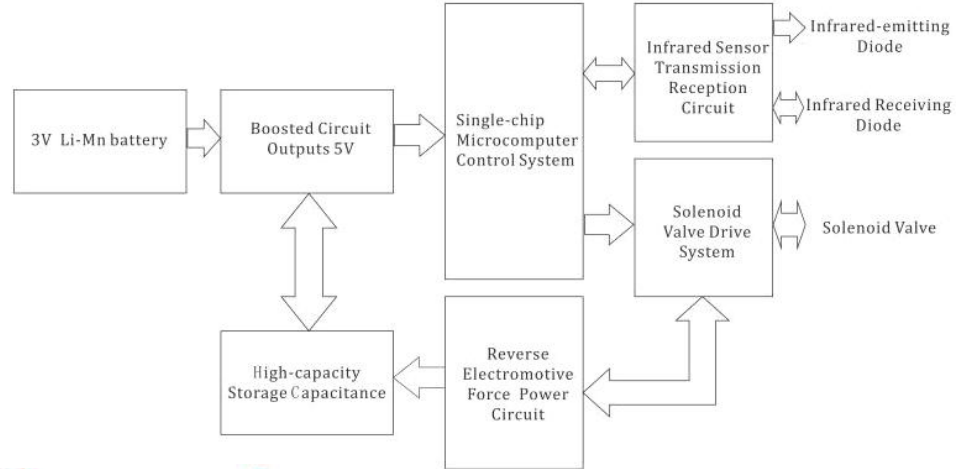 3V Li-Mn battery
Boosted Circuit
Outputs 5V
Single-chip
Microcomputer
Control System
Infrared Sensor
Transmission
Reception
Circuit
Infrared-emitting
Diode
Infrared Receiving
Diode
Solenoid
Valve Drive
System
Solenoid Valve
High-capacity
Storage Capacitance
Reverse
Electromotive
Force Power
Circuit